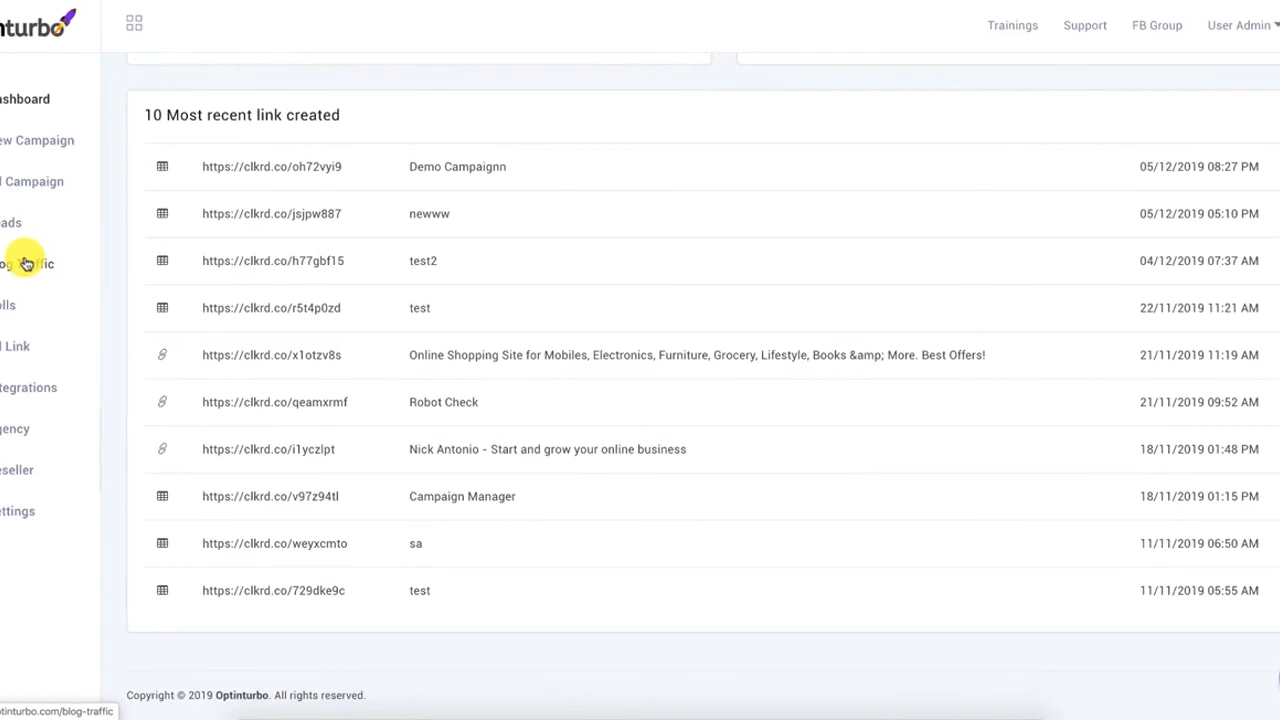 nturbo
Trainings Support FB Group User Admin
ashboard
ew Campaign
l Campaign
eads
og Traffic
olls
l Link
tegrations
gency
eseller
ettings
10 Most recent link created
https://clkrd.co/oh72vyi9 Demo Campaignn 05/12/2019 08:27 PM
https://clkrd.co/jsjpw887 newww 05/12/2019 05:10 PM
https://clkrd.co/h77gbf15 test2 04/12/2019 07:37 AM
https://clkrd.co/r5t4p0zd test 22/11/2019 11:21 AM
https://clkrd.co/x1otzv8s Online Shopping Site for Mobiles, Electronics, Furniture, Grocery, Lifestyle, Books &amp; More. Best Offers! 21/11/2019 11:19 AM
https://clkrd.co/qeamxrmf Robot Check 21/11/2019 09:52 AM
https://clkrd.co/i1yczlpt Nick Antonio - Start and grow your online business 18/11/2019 01:48 PM
https://clkrd.co/v97z94tl Campaign Manager 18/11/2019 01:15 PM
https://clkrd.co/weyxcmto sa 11/11/2019 06:50 AM
https://clkrd.co/729dke9c test 11/11/2019 05:55 AM
Copyright © 2019 Optinturbo. All rights reserved.
tinturbo.com/blog-traffic